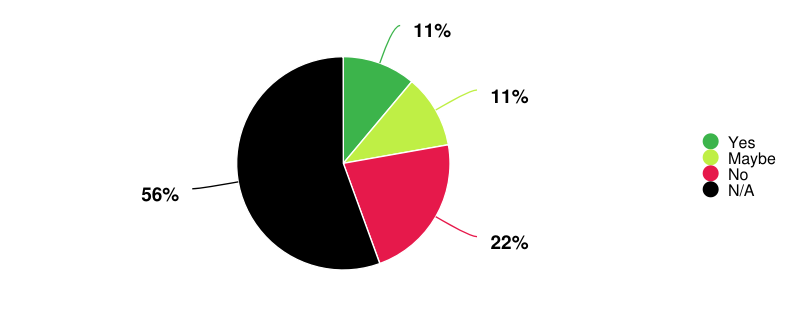 11%
11%
22%
56%
Yes
Maybe
No
N/A